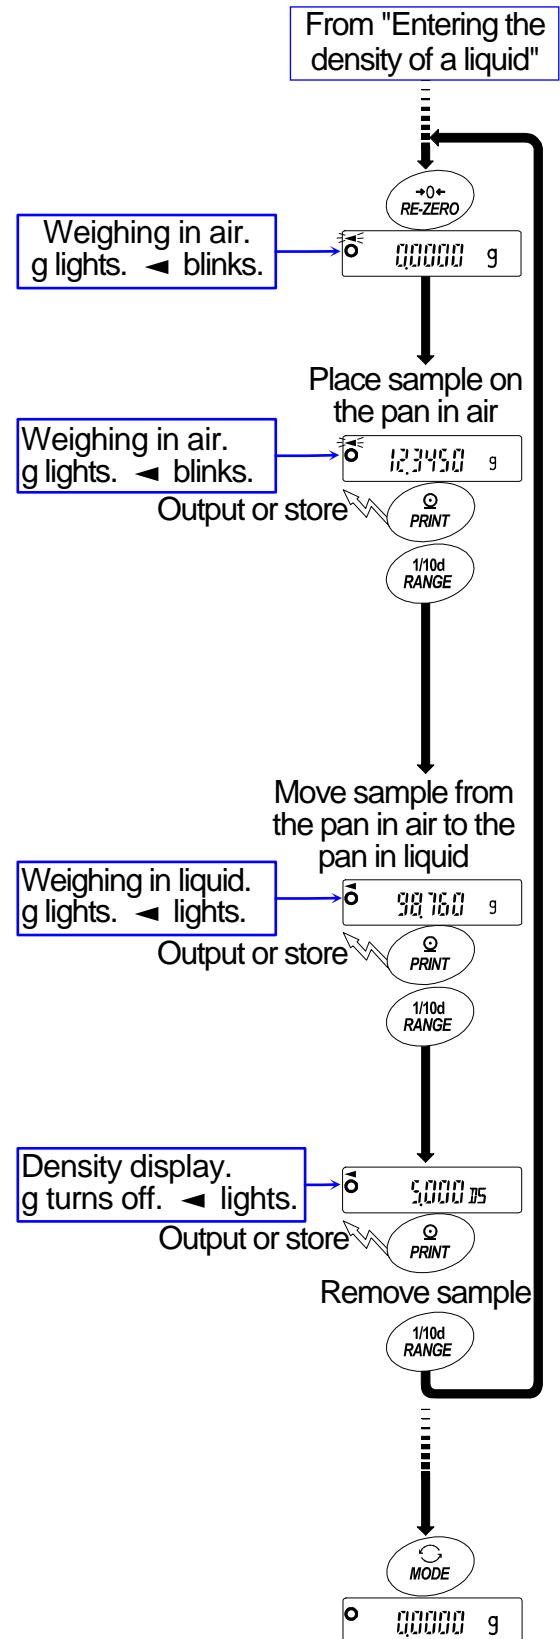 From "Entering the
density of a liquid"
→0←
RE-ZERO
Weighing in air.
g lights. ◄ blinks.
0.0000 g
Place sample on
the pan in air
Weighing in air.
g lights. ◄ blinks.
12.3450 g
Output or store
PRINT
1/10d
RANGE
Move sample from
the pan in air to the
pan in liquid
Weighing in liquid.
g lights. ◄ lights.
98.760 g
Output or store
PRINT
1/10d
RANGE
Density display.
g turns off. ◄ lights.
5.000 DS
Output or store
PRINT
Remove sample
1/10d
RANGE
MODE
0.0000 g